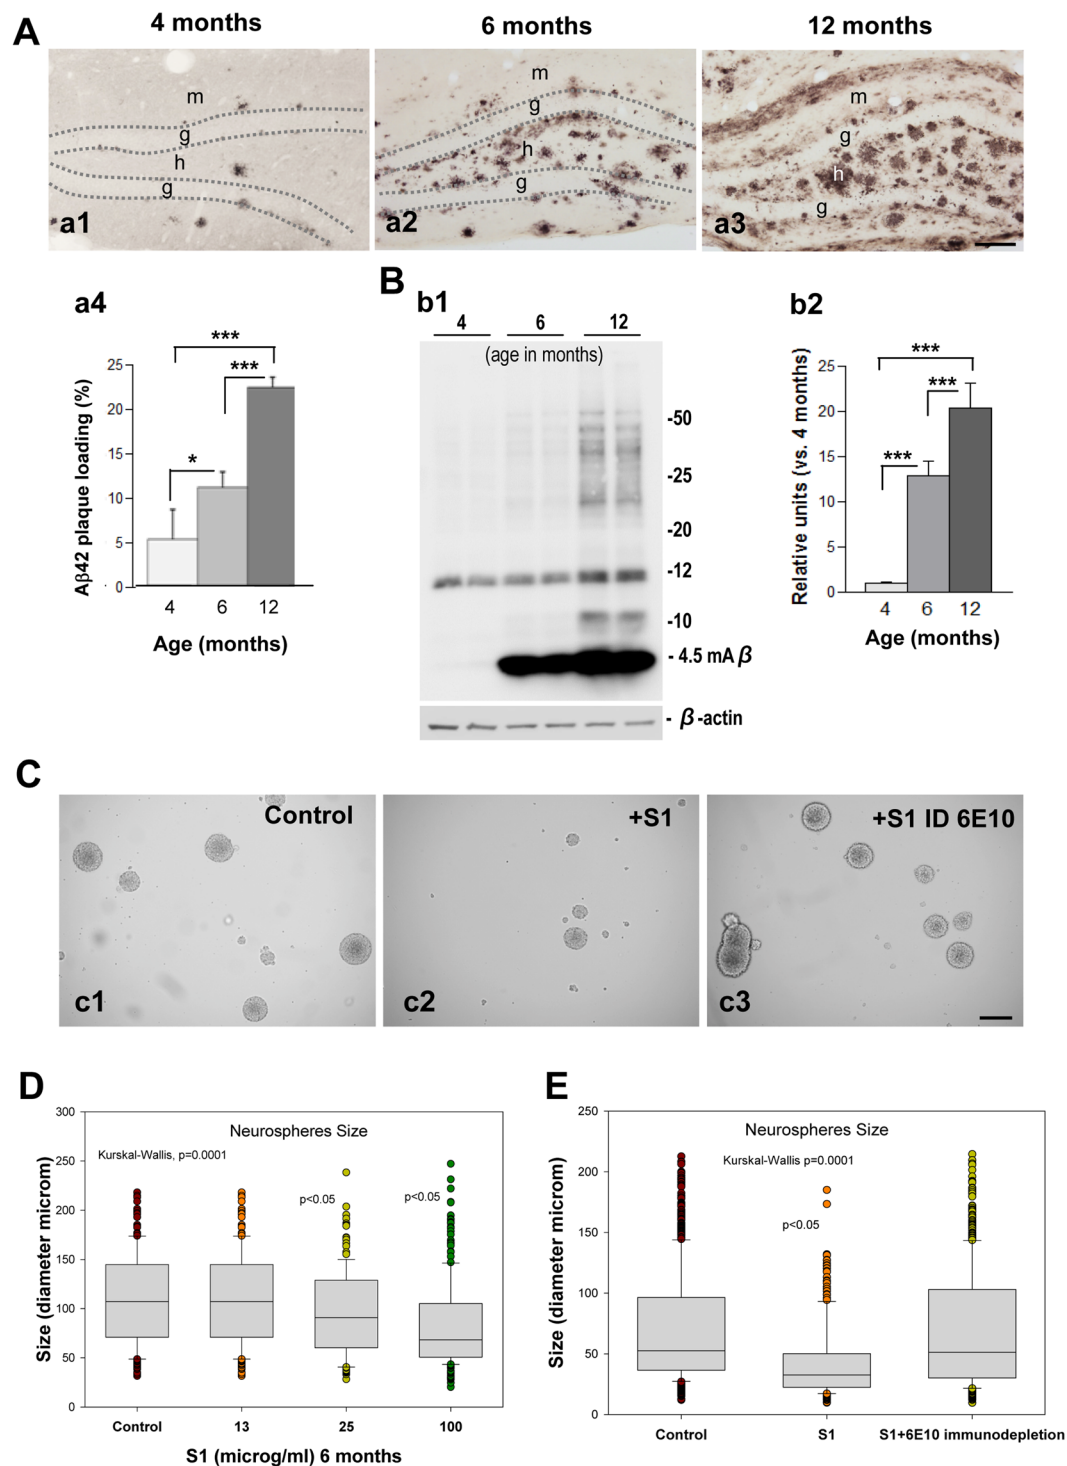 A
4 months
6 months
12 months
m
g
h
g
a1
m
g
h
g
a2
m
g
h
g
a3
a4
***
***
*
Aβ42 plaque loading (%)
25
20
15
10
5
0
4 6 12
Age (months)
B
b1
4 6 12
(age in months)
-50
-25
-20
-12
-10
- 4.5 mA β
- β-actin
b2
***
***
***
Relative units (vs. 4 months)
25
20
15
10
5
0
4 6 12
Age (months)
C
Control
c1
+S1
c2
+S1 ID 6E10
c3
D
Neurospheres Size
Kurskal-Wallis, p=0.0001
p<0.05
p<0.05
Size (diameter microm)
300
250
200
150
100
50
0
Control 13 25 100
S1 (microg/ml) 6 months
E
Neurospheres Size
Kurskal-Wallis p=0.0001
p<0.05
Size (diameter microm)
250
200
150
100
50
0
Control S1 S1+6E10 immunodepletion